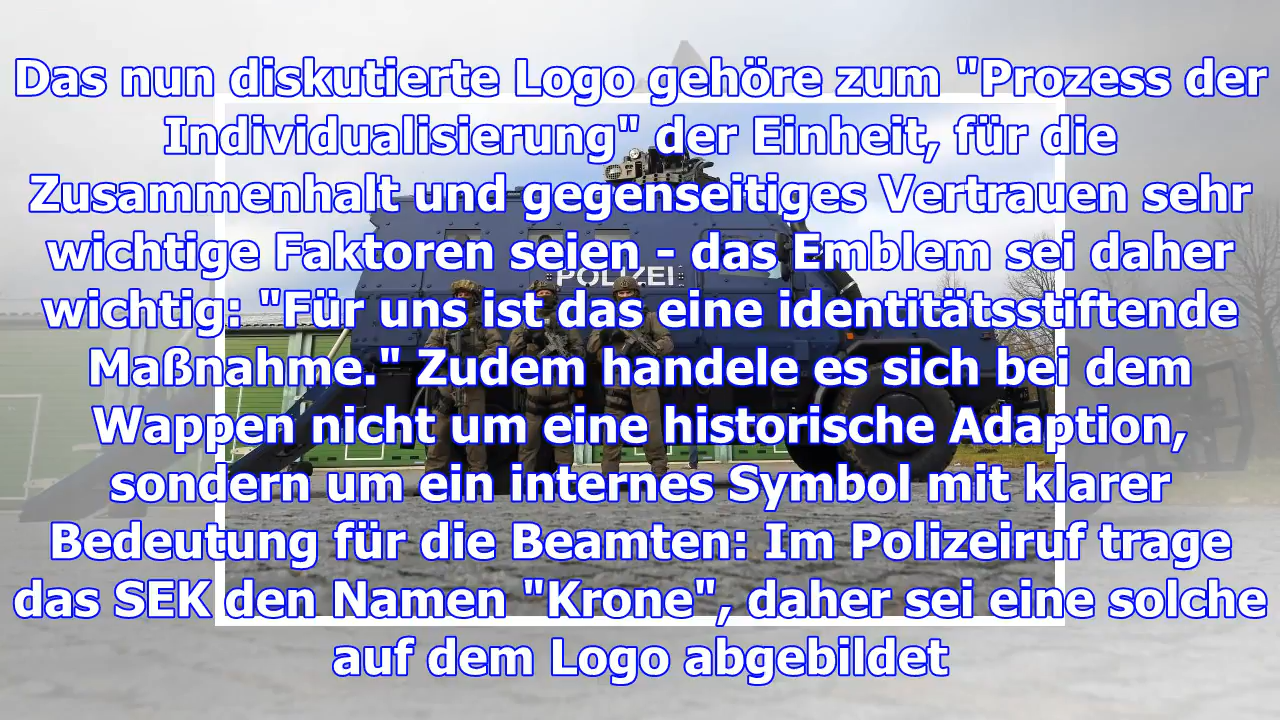 Das nun diskutierte Logo gehöre zum "Prozess der
Individualisierung" der Einheit, für die
Zusammenhalt und gegenseitiges Vertrauen sehr
wichtige Faktoren seien - das Emblem sei daher
POLIZEI
wichtig: "Für uns ist das eine identitätsstiftende
Maßnahme." Zudem handele es sich bei dem
Wappen nicht um eine historische Adaption,
sondern um ein internes Symbol mit klarer
Bedeutung für die Beamten: Im Polizeiruf trage
das SEK den Namen "Krone", daher sei eine solche
auf dem Logo abgebildet